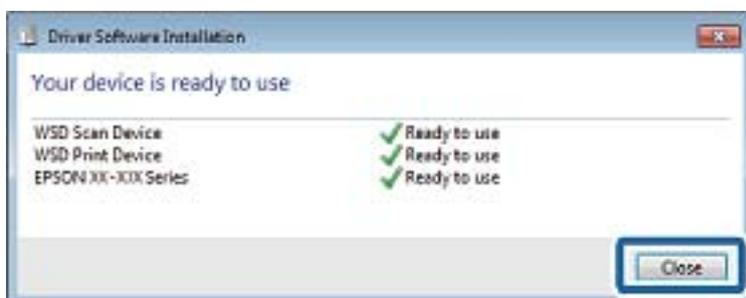 Driver Software Installation
Your device is ready to use
WSD Scan Device Ready to use
WSD Print Device Ready to use
EPSON XX-XXX Series Ready to use
Close